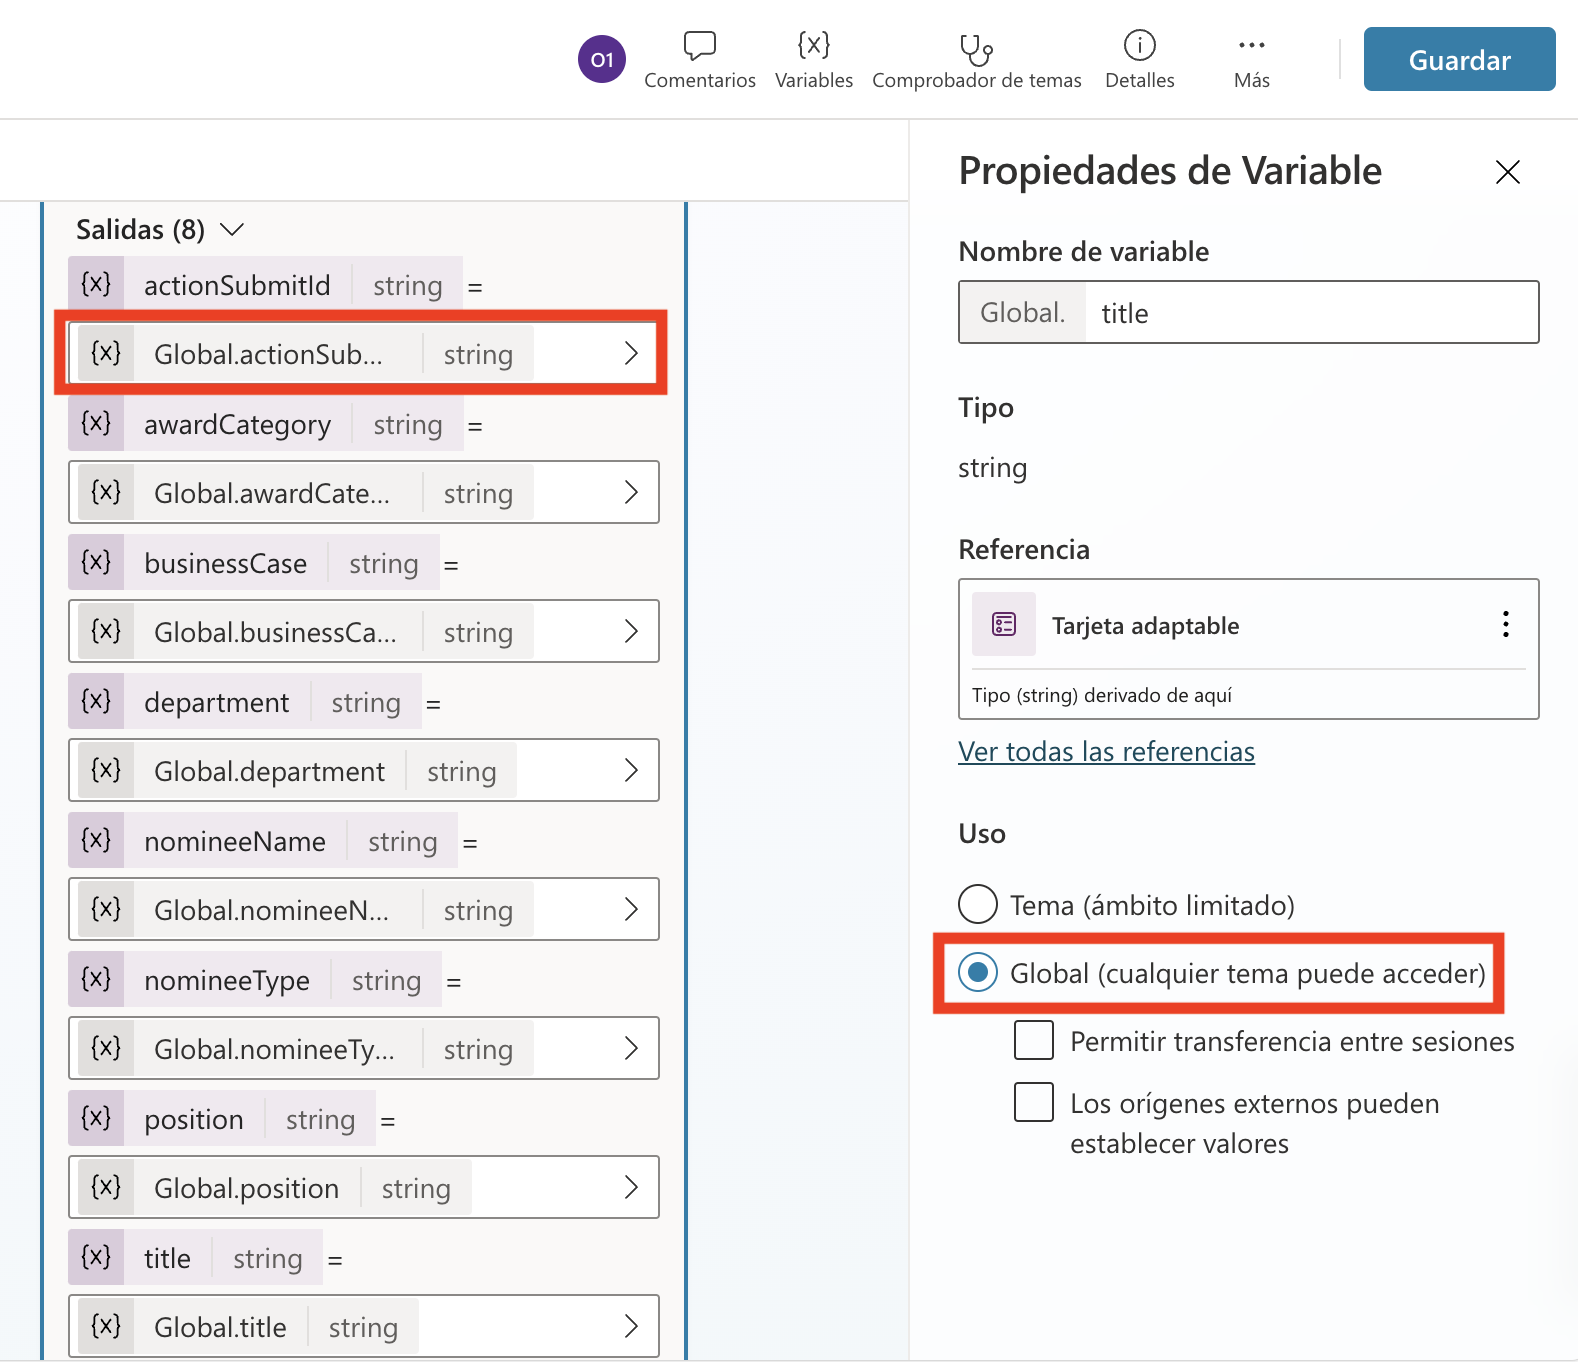 O1
Comentarios
{x}
Variables
Comprobador de temas
Detalles
Más
Guardar
Salidas (8)
{x} actionSubmitId string =
{x} Global.actionSub... string
{x} awardCategory string =
{x} Global.awardCate... string
{x} businessCase string =
{x} Global.businessCa... string
{x} department string =
{x} Global.department string
{x} nomineeName string =
{x} Global.nomineeN... string
{x} nomineeType string =
{x} Global.nomineeTy... string
{x} position string =
{x} Global.position string
{x} title string =
{x} Global.title string
Propiedades de Variable
Nombre de variable
Global. title
Tipo
string
Referencia
Tarjeta adaptable
Tipo (string) derivado de aquí
Ver todas las referencias
Uso
Tema (ámbito limitado)
Global (cualquier tema puede acceder)
Permitir transferencia entre sesiones
Los orígenes externos pueden
establecer valores